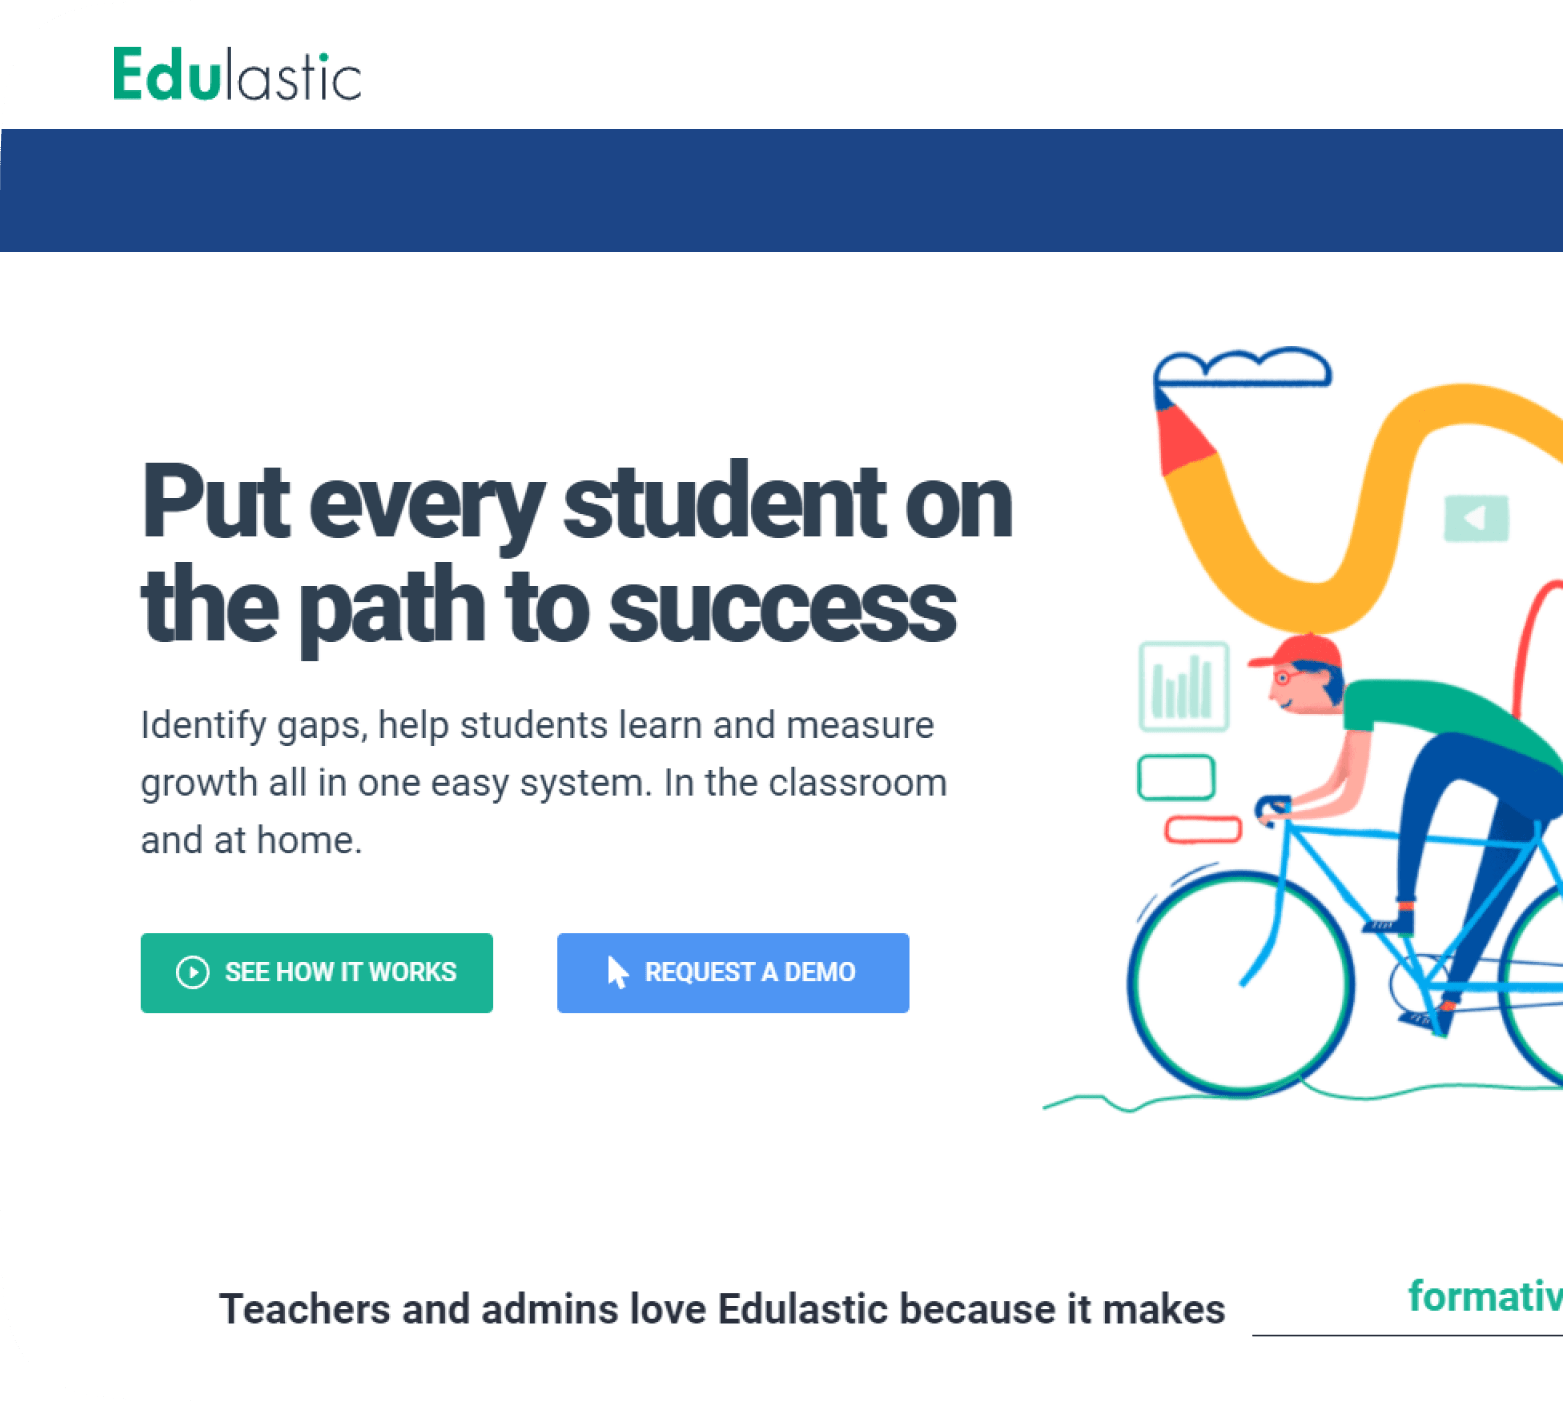 Edulastic
Put every student on
the path to success
Identify gaps, help students learn and measure
growth all in one easy system. In the classroom
and at home.
SEE HOW IT WORKS
REQUEST A DEMO
Teachers and admins love Edulastic because it makes
formativ